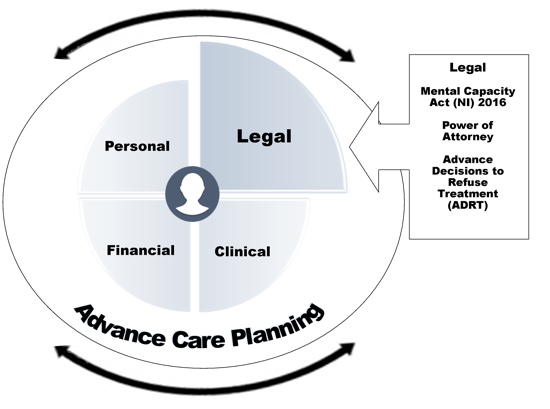 Personal
Legal
Financial
Clinical
Advance Care Planning
Legal
Mental Capacity
Act (NI) 2016
Power of
Attorney
Advance
Decisions to
Refuse
Treatment
(ADRT)